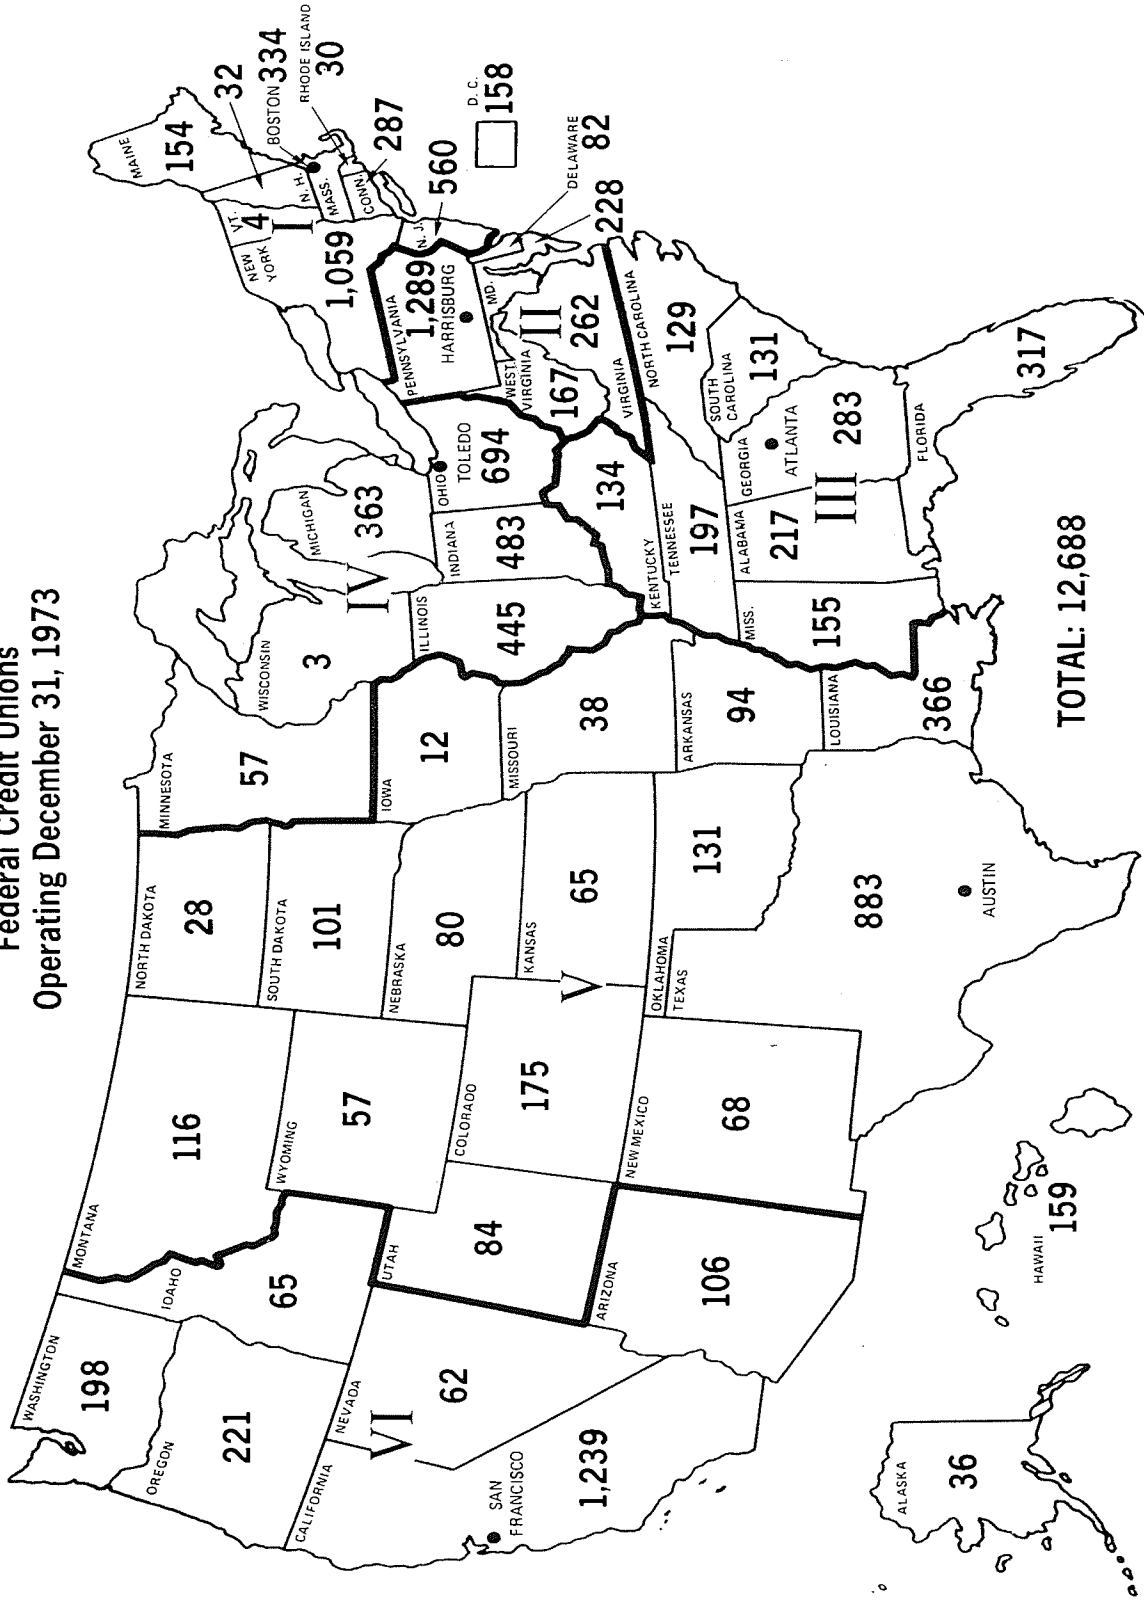 Federal Credit Unions
Operating December 31, 1973
WASHINGTON
198
OREGON
221
CALIFORNIA
1,239
SAN
FRANCISCO
NEVADA
62
VI
IDAHO
65
MONTANA
116
WYOMING
57
UTAH
84
ARIZONA
106
COLORADO
175
NEW MEXICO
68
NORTH DAKOTA
28
SOUTH DAKOTA
101
NEBRASKA
80
KANSAS
65
V
OKLAHOMA
131
TEXAS
883
AUSTIN
MINNESOTA
57
IOWA
12
MISSOURI
38
ARKANSAS
94
LOUISIANA
366
WISCONSIN
3
IV
ILLINOIS
445
MICHIGAN
363
INDIANA
483
OHIO
TOLEDO
694
KENTUCKY
134
TENNESSEE
197
MISS.
155
ALABAMA
217
III
GEORGIA
ATLANTA
283
FLORIDA
317
SOUTH
CAROLINA
131
NORTH CAROLINA
129
VIRGINIA
262
II
WEST
VIRGINIA
167
MD.
228
DELAWARE
82
D. C.
158
PENNSYLVANIA
1,289
HARRISBURG
N. J.
560
NEW
YORK
1,059
I
VT.
4
N. H.
32
MAINE
154
MASS.
BOSTON 334
RHODE ISLAND
30
CONN.
287
ALASKA
36
HAWAII
159
TOTAL: 12,688